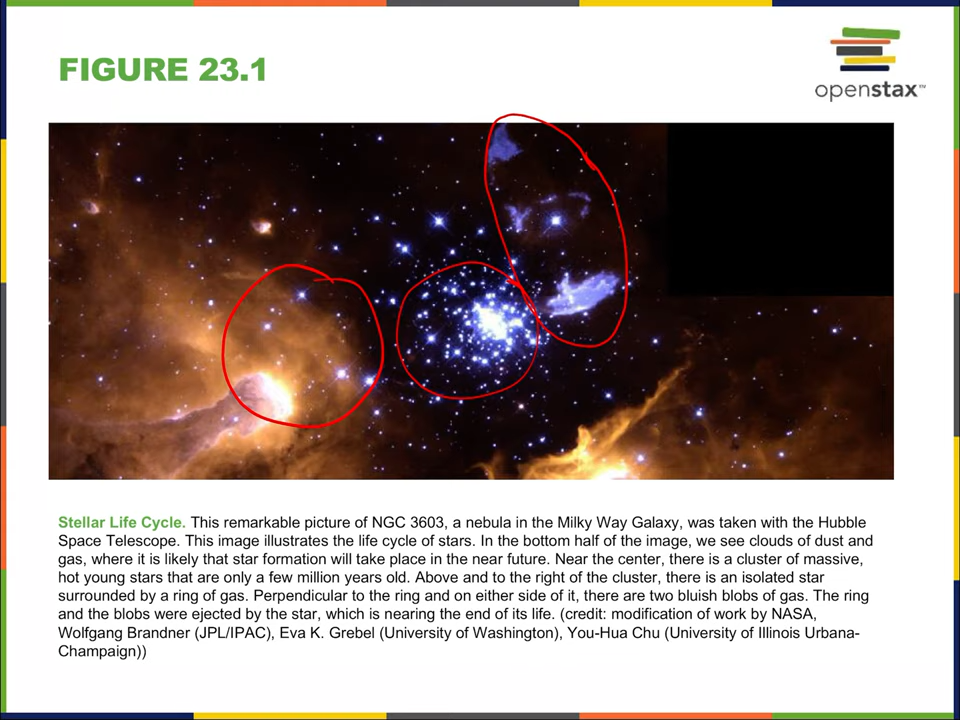 FIGURE 23.1
openstax™
Stellar Life Cycle. This remarkable picture of NGC 3603, a nebula in the Milky Way Galaxy, was taken with the Hubble
Space Telescope. This image illustrates the life cycle of stars. In the bottom half of the image, we see clouds of dust and
gas, where it is likely that star formation will take place in the near future. Near the center, there is a cluster of massive,
hot young stars that are only a few million years old. Above and to the right of the cluster, there is an isolated star
surrounded by a ring of gas. Perpendicular to the ring and on either side of it, there are two bluish blobs of gas. The ring
and the blobs were ejected by the star, which is nearing the end of its life. (credit: modification of work by NASA,
Wolfgang Brandner (JPL/IPAC), Eva K. Grebel (University of Washington), You-Hua Chu (University of Illinois Urbana-
Champaign))